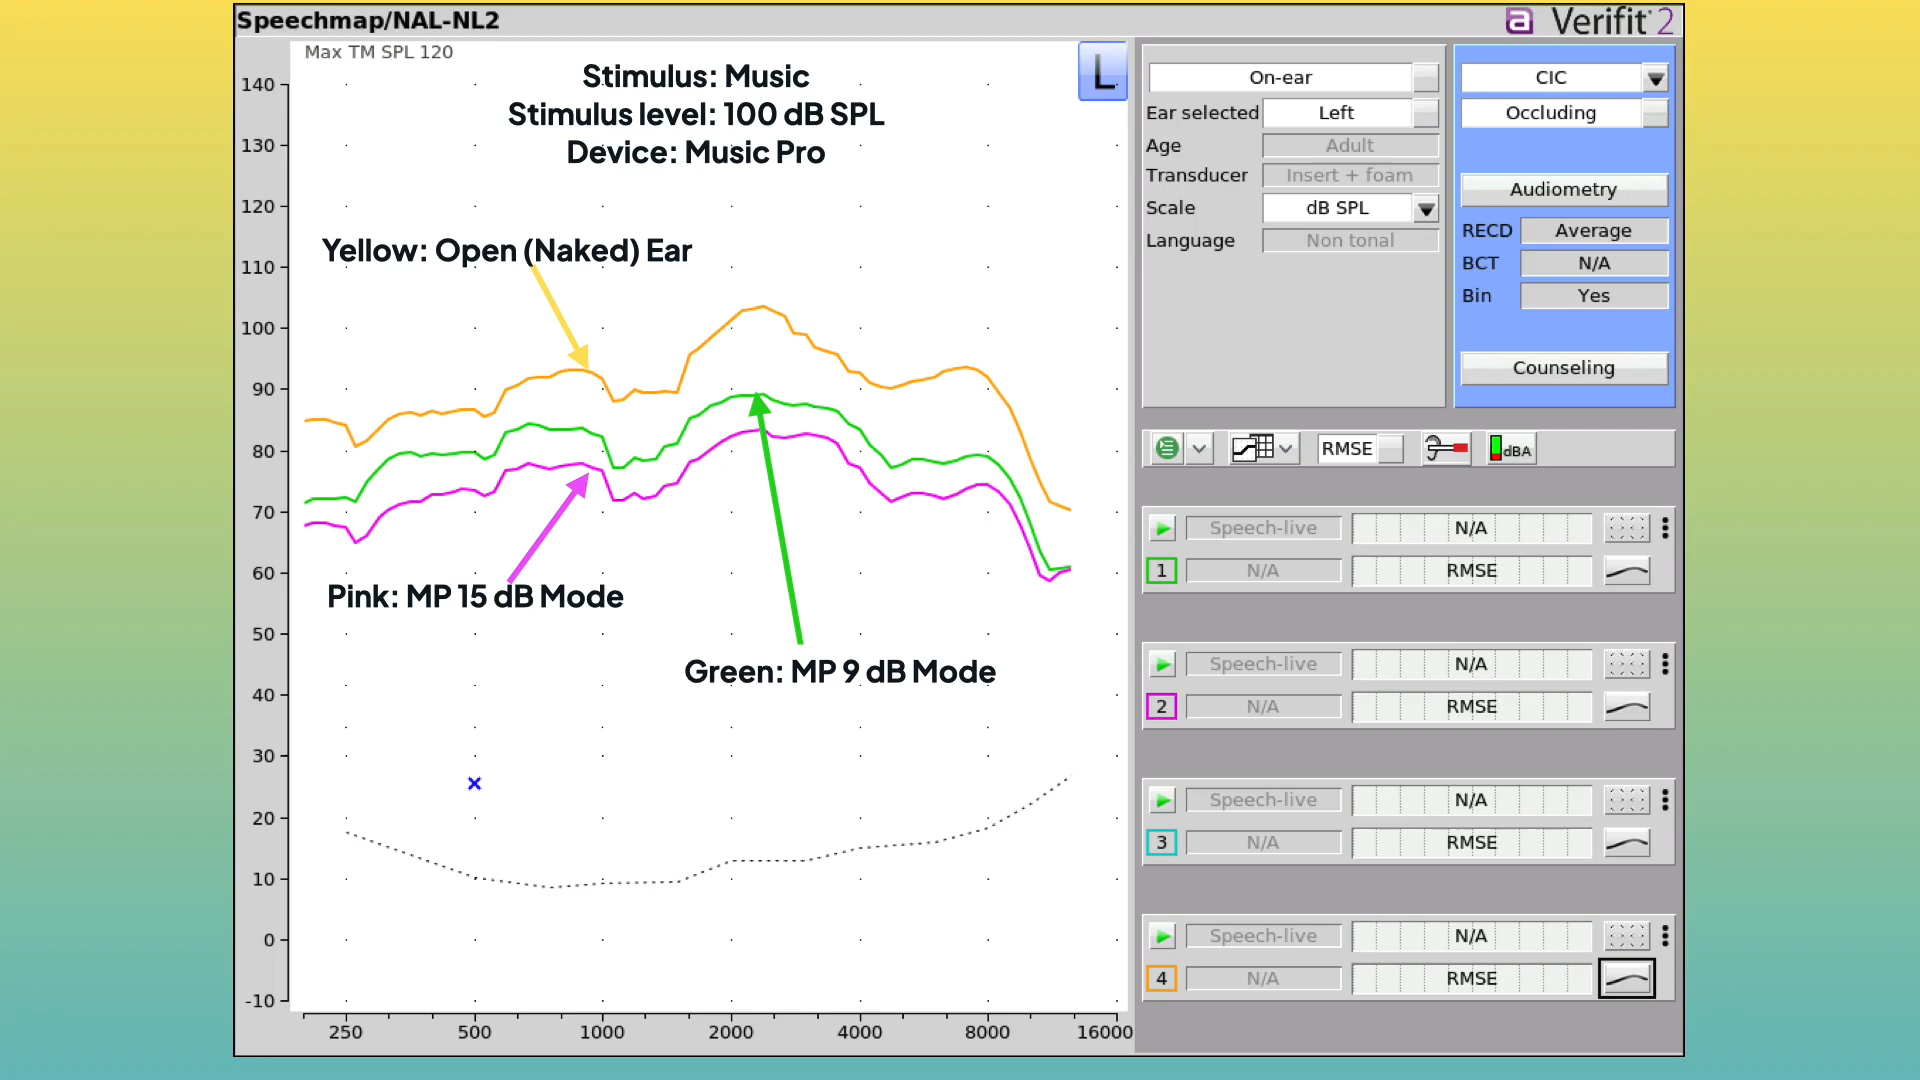 Speechmap/NAL-NL2
a Verifit 2
Max TM SPL 120
L
Stimulus: Music
Stimulus level: 100 dB SPL
Device: Music Pro
Yellow: Open (Naked) Ear
Pink: MP 15 dB Mode
Green: MP 9 dB Mode
140
130
120
110
100
90
80
70
60
50
40
30
20
10
0
-10
250 500 1000 2000 4000 8000 16000
On-ear
Ear selected Left
Age Adult
Transducer Insert + foam
Scale dB SPL
Language Non tonal
CIC
Occluding
Audiometry
RECD Average
BCT N/A
Bin Yes
Counseling
RMSE dBA
Speech-live N/A
1 N/A RMSE
Speech-live N/A
2 N/A RMSE
Speech-live N/A
3 N/A RMSE
Speech-live N/A
4 N/A RMSE